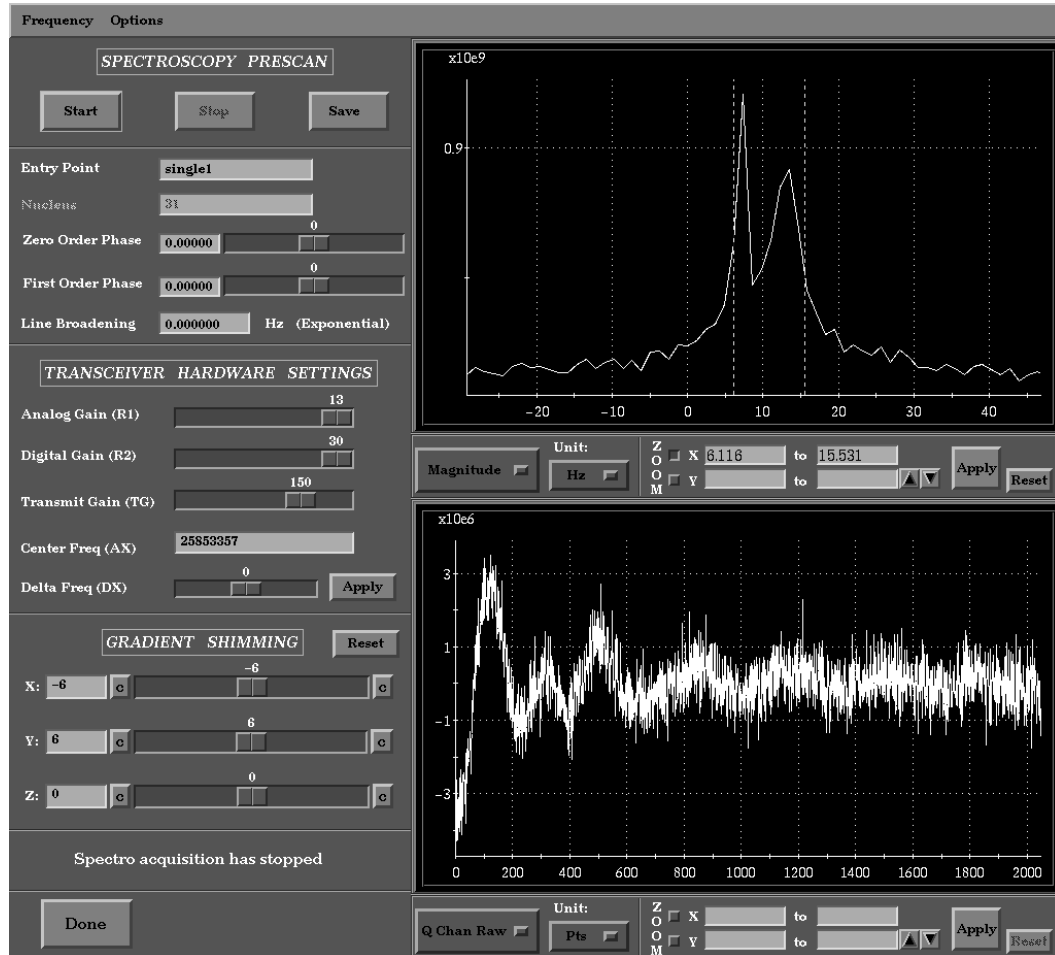 Frequency Options
SPECTROSCOPY PRESCAN
Start Stop Save
Entry Point single1
Nucleus 31
0
Zero Order Phase 0.00000
0
First Order Phase 0.00000
Line Broadening 0.000000 Hz (Exponential)
TRANSCEIVER HARDWARE SETTINGS
13
Analog Gain (R1)
30
Digital Gain (R2)
150
Transmit Gain (TG)
Center Freq (AX) 25853357
0
Delta Freq (DX) Apply
GRADIENT SHIMMING Reset
-6
X: -6 c c
6
Y: 6 c c
0
Z: 0 c c
Spectro acquisition has stopped
Done
x10e9
0.9
-20 -10 0 10 20 30 40
Magnitude
Unit:
Hz
ZOOM
X 6.116 to 15.531
Y to
Apply
Reset
x10e6
3
1
-1
-3
0 200 400 600 800 1000 1200 1400 1600 1800 2000
Q Chan Raw
Unit:
Pts
ZOOM
X to
Y to
Apply
Reset